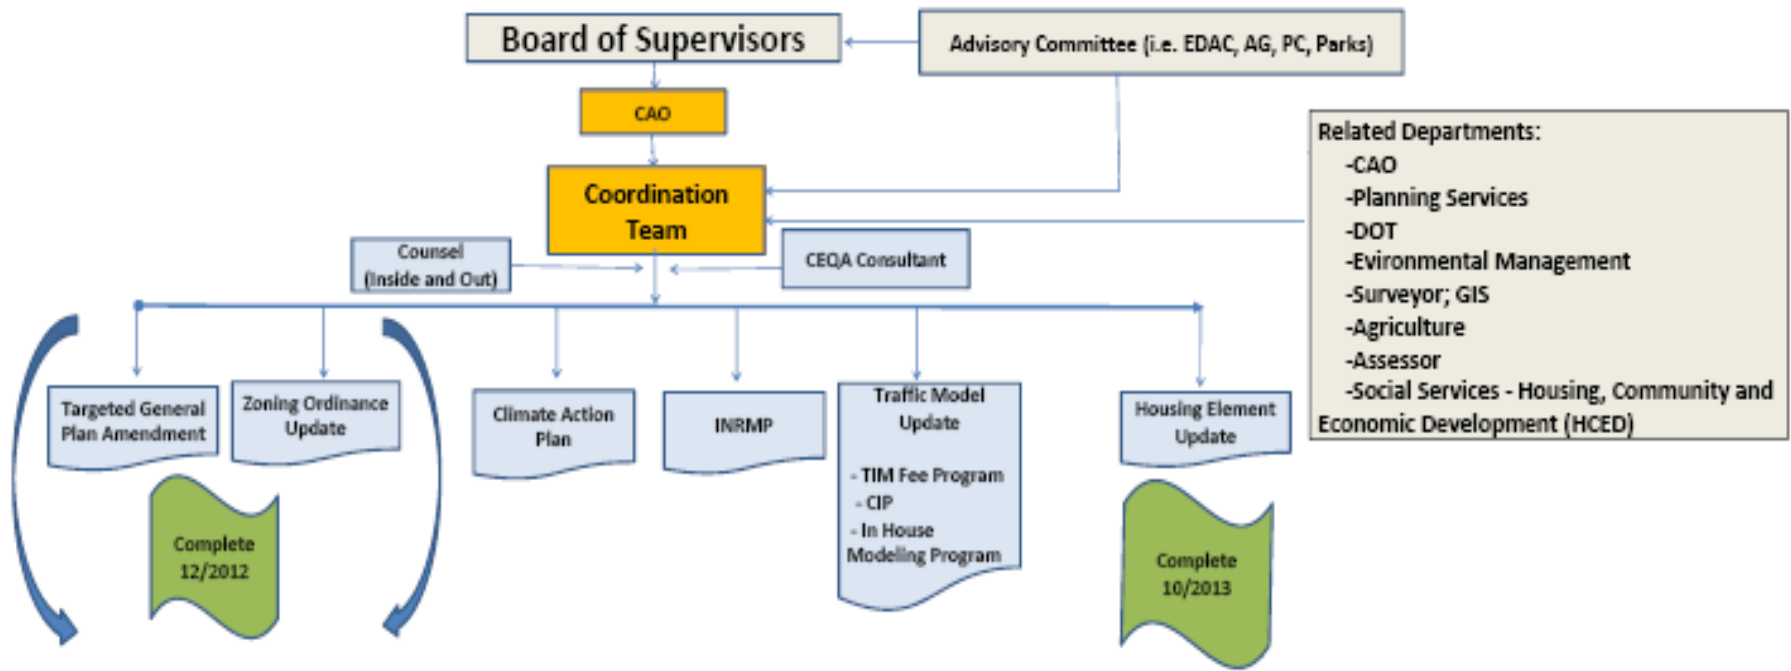 Board of Supervisors
Advisory Committee (i.e. EDAC, AG, PC, Parks)
CAO
Coordination
Team
Related Departments:
-CAO
-Planning Services
-DOT
-Evironmental Management
-Surveyor; GIS
-Agriculture
-Assessor
-Social Services - Housing, Community and
Economic Development (HCED)
Counsel
(Inside and Out)
CEQA Consultant
Targeted General
Plan Amendment
Zoning Ordinance
Update
Climate Action
Plan
INRMP
Traffic Model
Update
- TIM Fee Program
- CIP
- In House
Modeling Program
Housing Element
Update
Complete
12/2012
Complete
10/2013